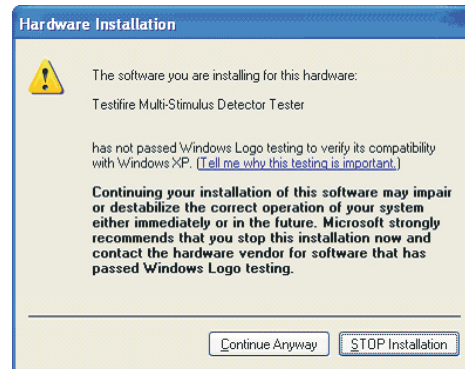 Hardware Installation
The software you are installing for this hardware:
Testifire Multi-Stimulus Detector Tester
has not passed Windows Logo testing to verify its compatibility
with Windows XP. (Tell me why this testing is important.)
Continuing your installation of this software may impair
or destabilize the correct operation of your system
either immediately or in the future. Microsoft strongly
recommends that you stop this installation now and
contact the hardware vendor for software that has
passed Windows Logo testing.
Continue Anyway
STOP Installation